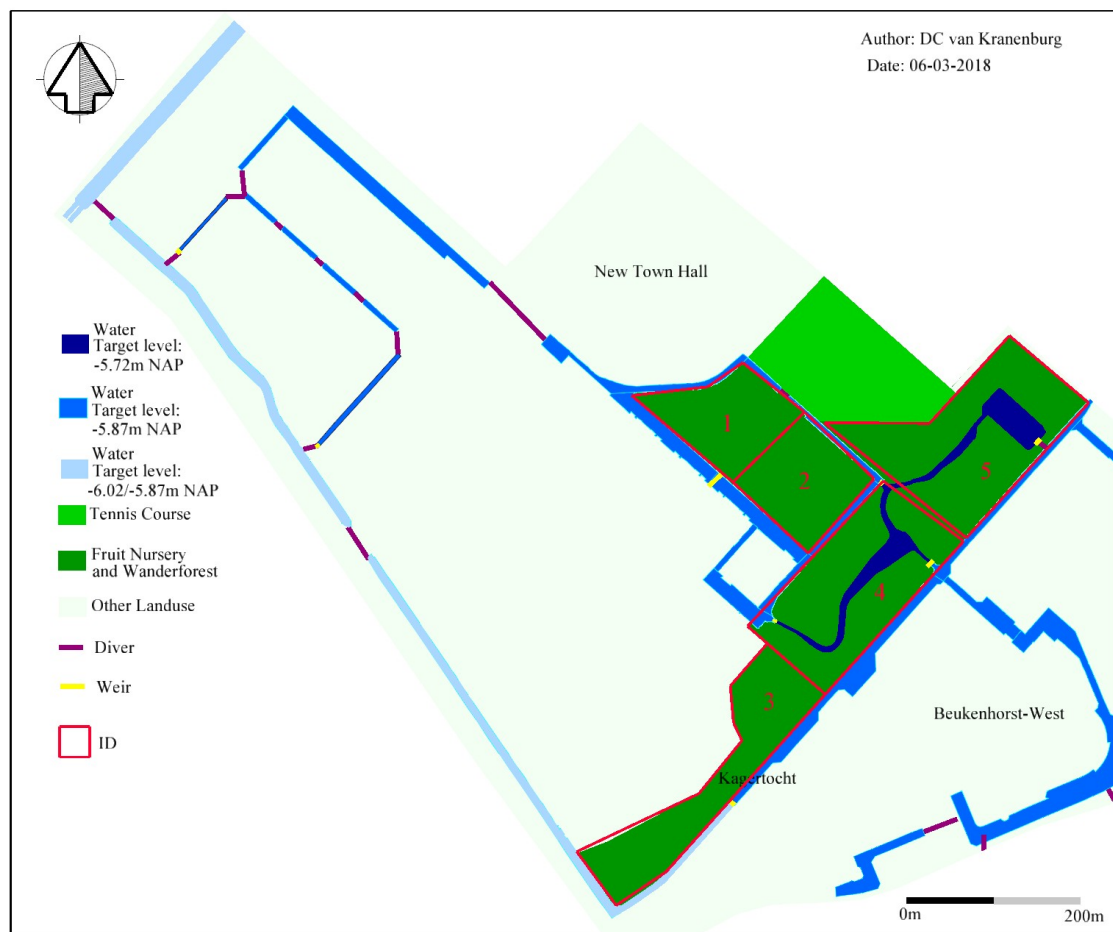 Author: DC van Kranenburg
Date: 06-03-2018
New Town Hall
Water
Target level:
-5.72m NAP
Water
Target level:
-5.87m NAP
Water
Target level:
-6.02/-5.87m NAP
Tennis Course
Fruit Nursery
and Wanderforest
Other Landuse
Diver
Weir
ID
1
2
5
4
3
Beukenhorst-West
Kagertocht
0m
200m